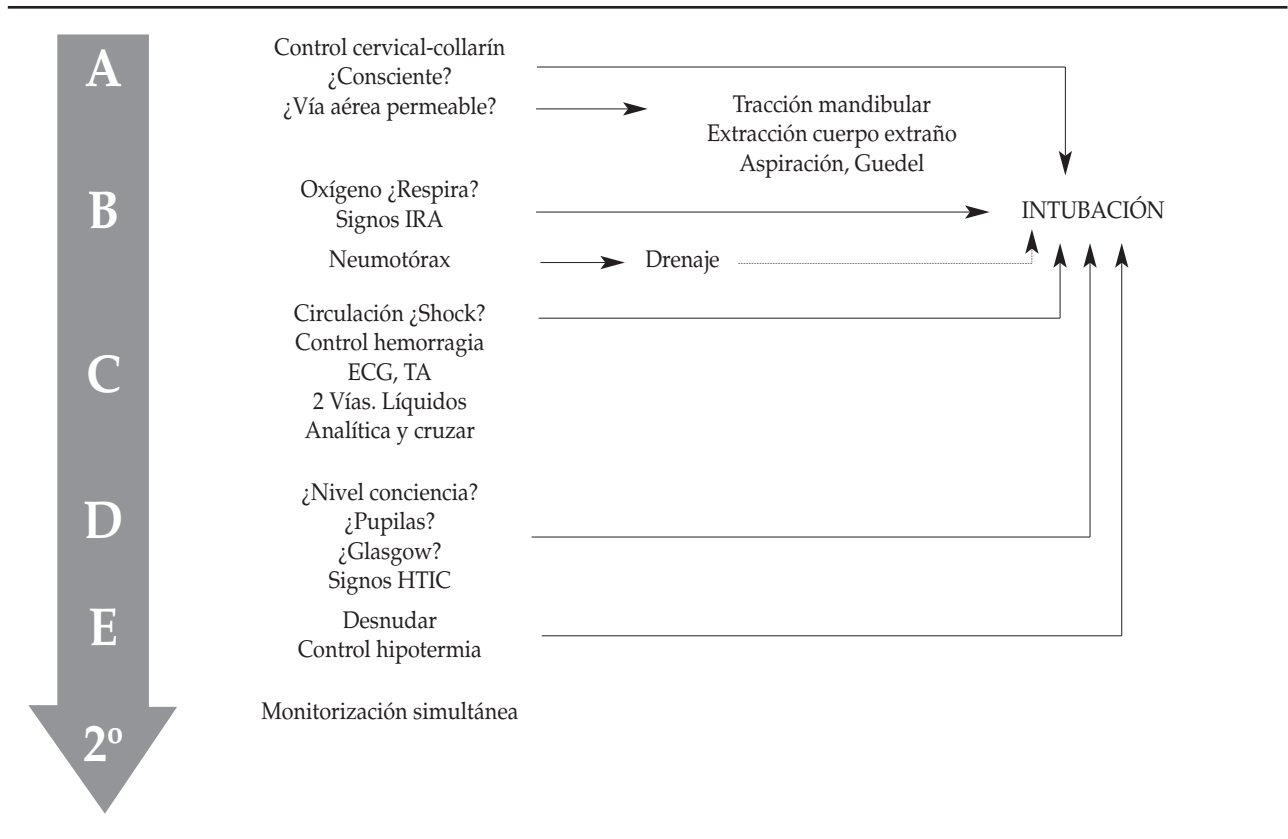 A
Control cervical-collarín
¿Consciente?
¿Vía aérea permeable?
Tracción mandibular
Extracción cuerpo extraño
Aspiración, Guedel
B
Oxígeno ¿Respira?
Signos IRA
INTUBACIÓN
Neumotórax
Drenaje
C
Circulación ¿Shock?
Control hemorragia
ECG, TA
2 Vías. Líquidos
Analítica y cruzar
D
¿Nivel conciencia?
¿Pupilas?
¿Glasgow?
Signos HTIC
E
Desnudar
Control hipotermia
2º
Monitorización simultánea